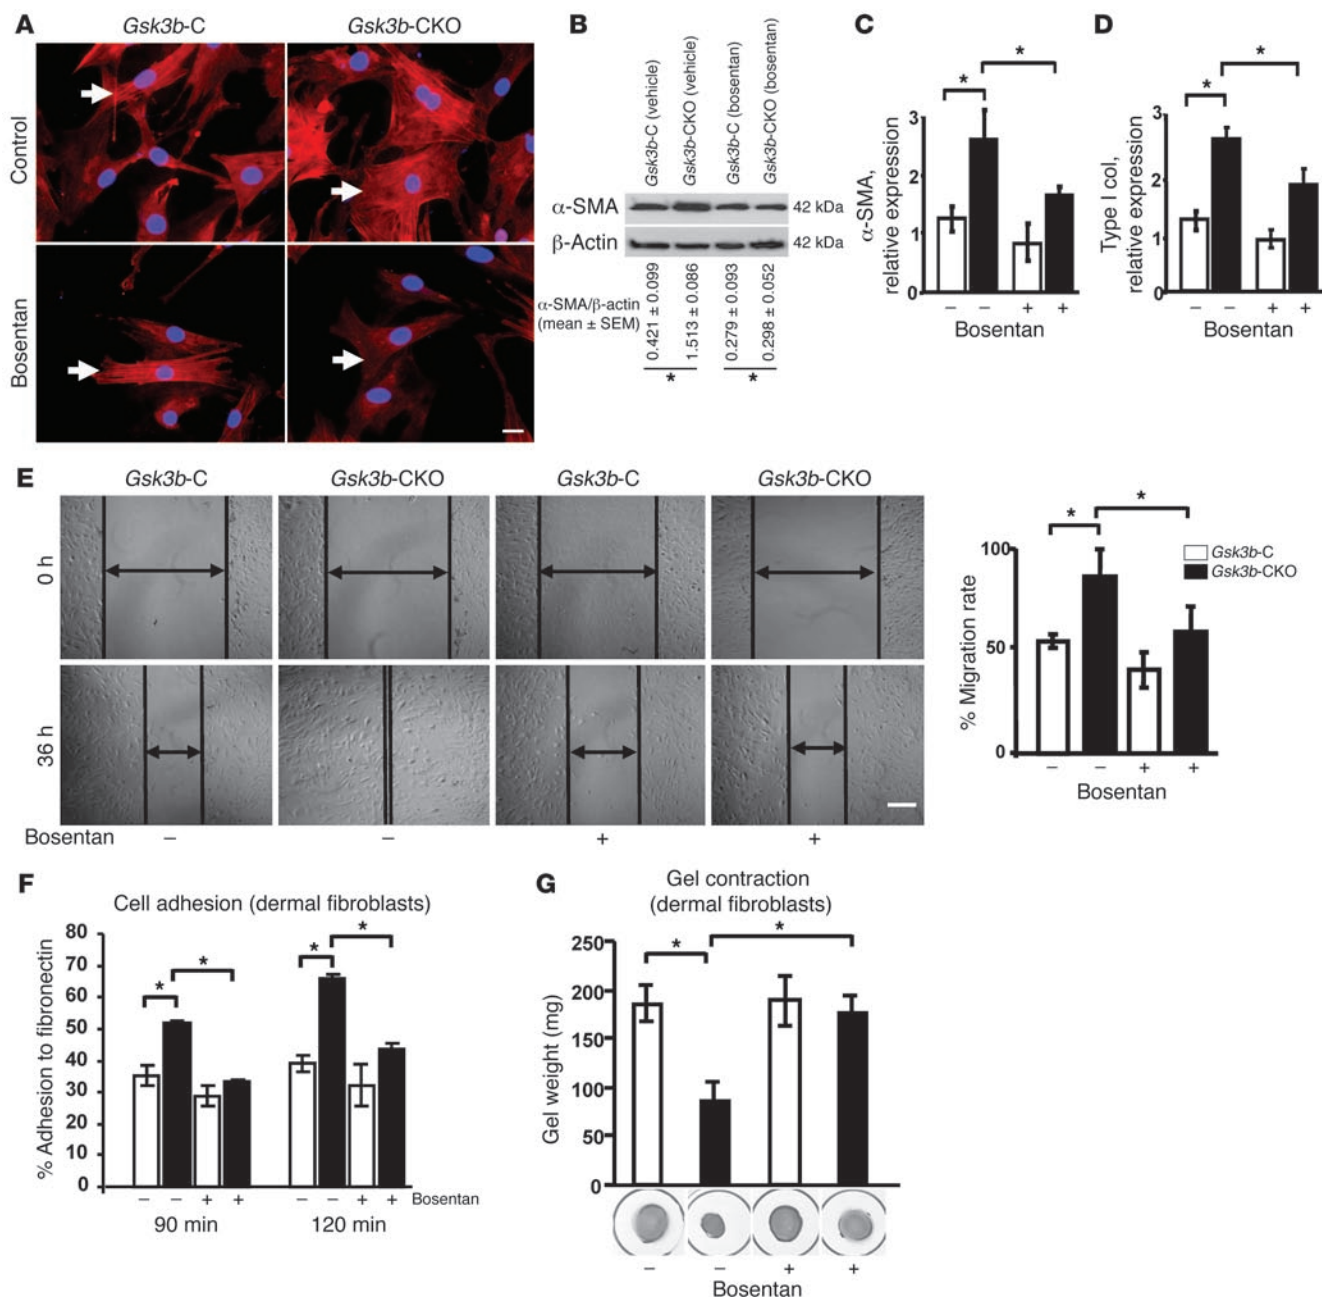 A
Gsk3b-C
Gsk3b-CKO
Control
Bosentan
B
Gsk3b-C (vehicle)
Gsk3b-CKO (vehicle)
Gsk3b-C (bosentan)
Gsk3b-CKO (bosentan)
α-SMA
42 kDa
β-Actin
42 kDa
α-SMA/β-actin
(mean ± SEM)
0.421 ± 0.099
1.513 ± 0.086
0.279 ± 0.093
0.298 ± 0.052
*
*
C
*
*
α-SMA,
relative expression
3
2
1
0
– – + +
Bosentan
D
*
*
Type I col,
relative expression
3
2
1
0
– – + +
Bosentan
E
Gsk3b-C
Gsk3b-CKO
Gsk3b-C
Gsk3b-CKO
0 h
36 h
Bosentan – – + +
*
*
% Migration rate
100
50
0
Gsk3b-C
Gsk3b-CKO
– – + +
Bosentan
F
Cell adhesion (dermal fibroblasts)
% Adhesion to fibronectin
80
70
60
50
40
30
20
10
0
*
*
*
*
– – + + – – + + Bosentan
90 min
120 min
G
Gel contraction
(dermal fibroblasts)
*
*
Gel weight (mg)
250
200
150
100
50
0
– – + +
Bosentan